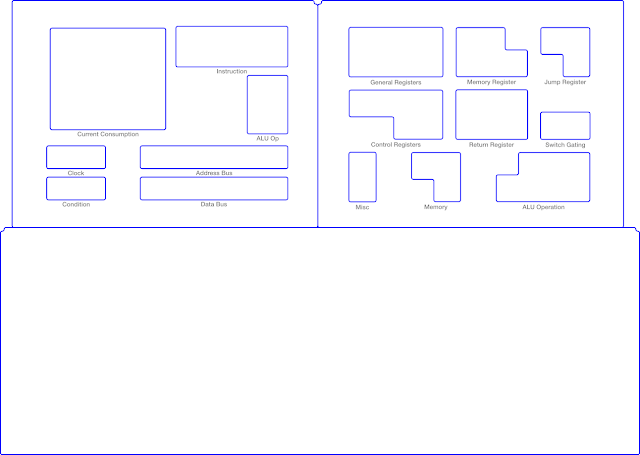 Instruction
Current Consumption
ALU Op
Clock
Address Bus
Condition
Data Bus
General Registers
Memory Register
Jump Register
Control Registers
Return Register
Switch Gating
Misc
Memory
ALU Operation